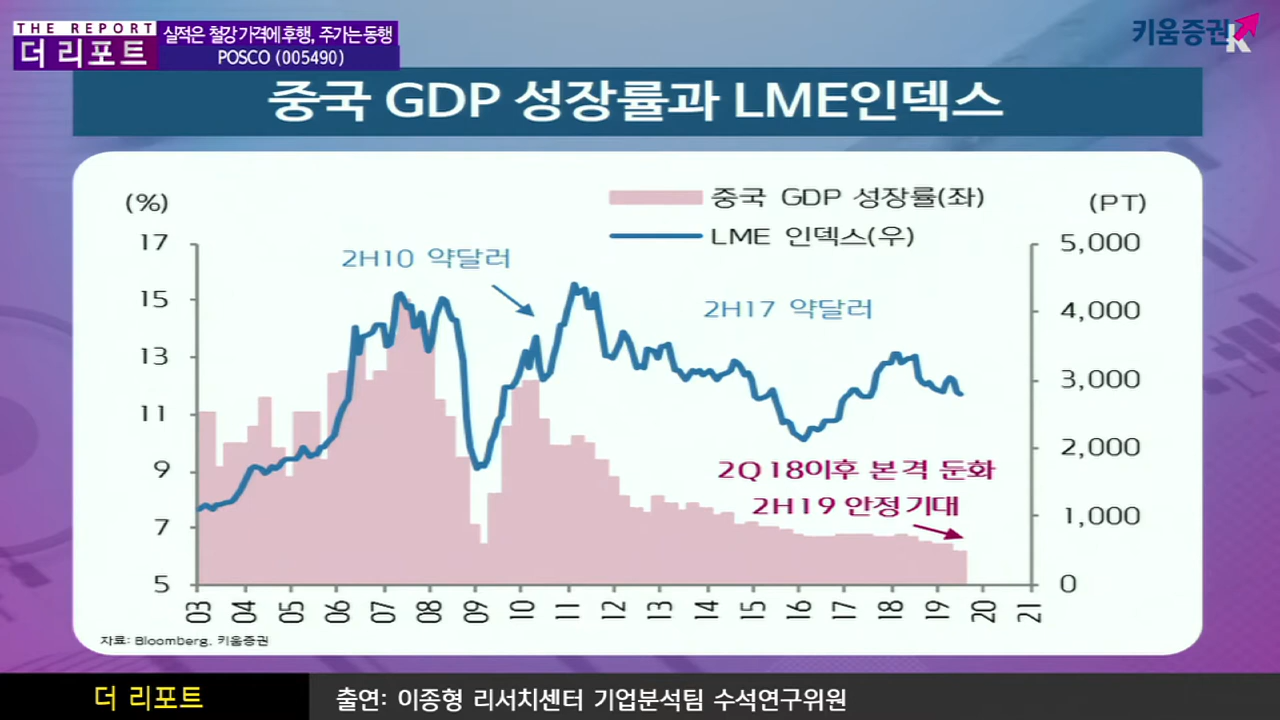 THE REPORT
더 리포트
실적은 철강 가격에 후행, 주가는 동행
POSCO (005490)
키움증권
중국 GDP 성장률과 LME인덱스
(%)
중국 GDP 성장률(좌)
LME 인덱스(우)
(PT)
17
15
13
11
9
7
5
5,000
4,000
3,000
2,000
1,000
0
2H10 약달러
2H17 약달러
2Q 18이후 본격 둔화
2H19 안정 기대
03 04 05 06 07 08 09 10 11 12 13 14 15 16 17 18 19 20 21
자료: Bloomberg, 키움증권
더 리포트
출연: 이종형 리서치센터 기업분석팀 수석연구위원